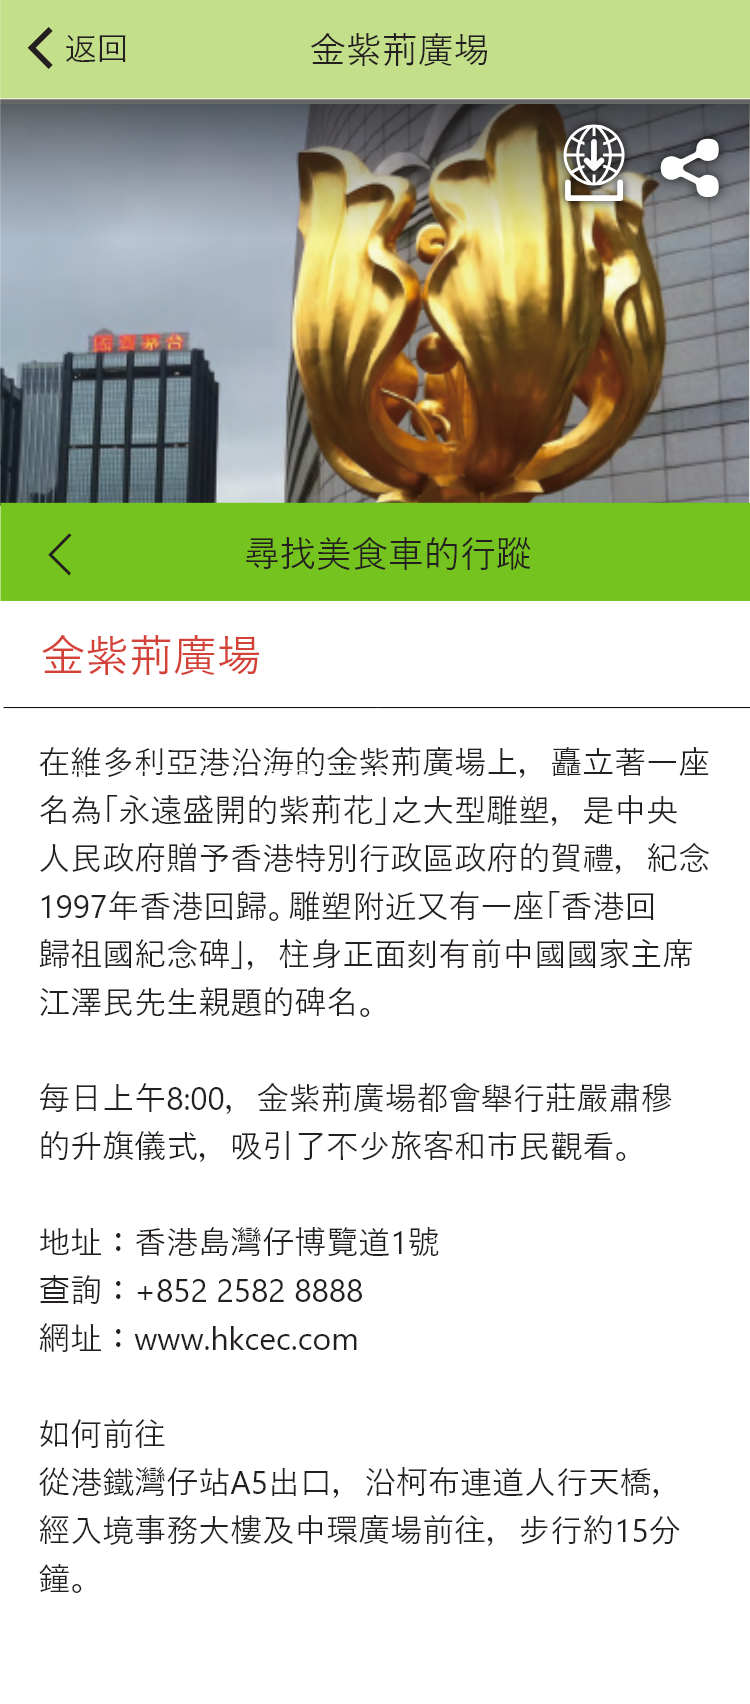 返回
金紫荊廣場
國酒茅台
尋找美食車的行蹤
金紫荊廣場
在維多利亞港沿海的金紫荊廣場上，矗立著一座
名為「永遠盛開的紫荊花」之大型雕塑，是中央
人民政府贈予香港特別行政區政府的賀禮，紀念
1997年香港回歸。雕塑附近又有一座「香港回
歸祖國紀念碑」，柱身正面刻有前中國國家主席
江澤民先生親題的碑名。
每日上午8:00，金紫荊廣場都會舉行莊嚴肅穆
的升旗儀式，吸引了不少旅客和市民觀看。
地址：香港島灣仔博覽道1號
查詢：+852 2582 8888
網址：www.hkcec.com
如何前往
從港鐵灣仔站A5出口，沿柯布連道人行天橋，
經入境事務大樓及中環廣場前往，步行約15分
鐘。